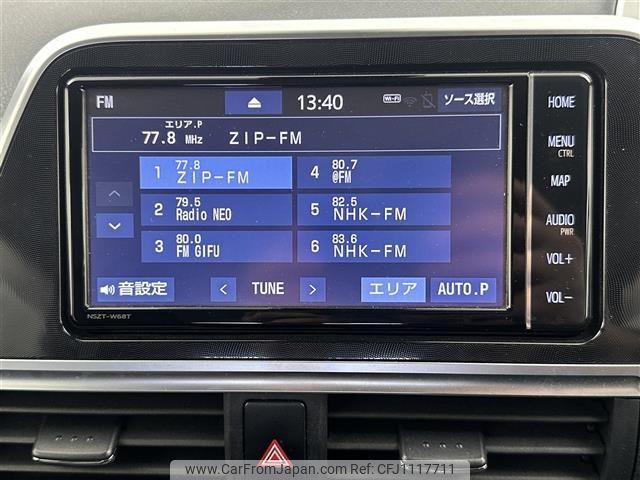 FM 13:40 Wi-Fi ソース選択
エリア.P
77.8 MHz ZIP-FM
1 77.8 ZIP-FM
4 80.7 @FM
2 79.5 Radio NEO
5 82.5 NHK-FM
3 80.0 FM GIFU
6 83.6 NHK-FM
音設定 < TUNE > エリア AUTO.P
NSZT-W68T
HOME
MENU
CTRL
MAP
AUDIO
PWR
VOL+
VOL-
www.CarFromJapan.com - Ref:CFJ1117711